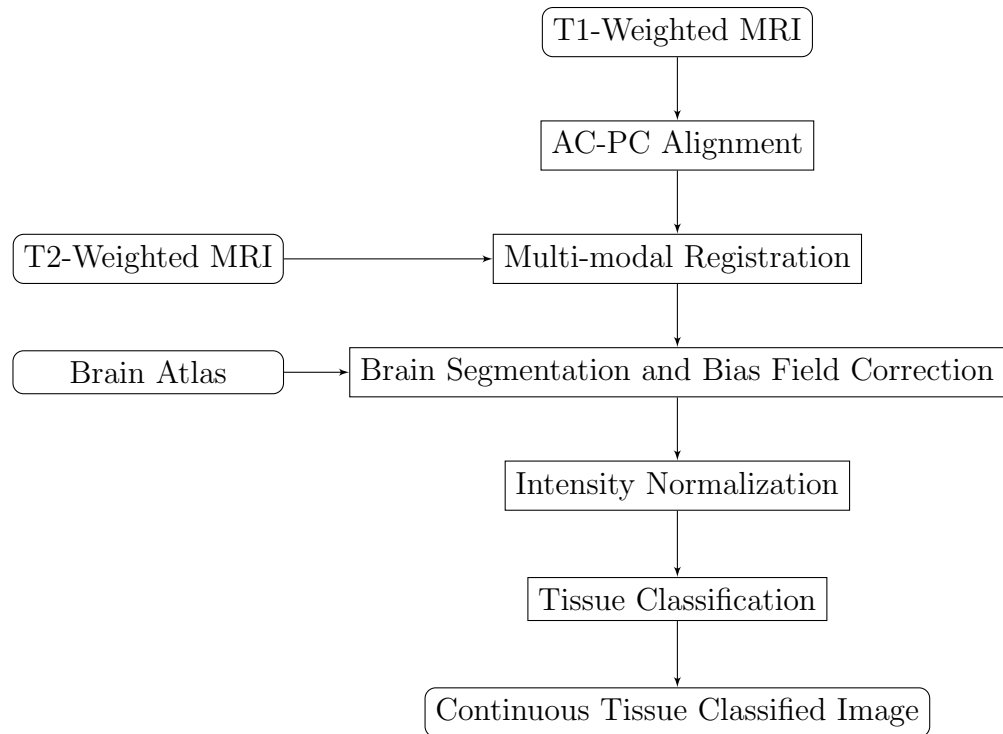 T1-Weighted MRI
AC-PC Alignment
T2-Weighted MRI
Multi-modal Registration
Brain Atlas
Brain Segmentation and Bias Field Correction
Intensity Normalization
Tissue Classification
Continuous Tissue Classified Image